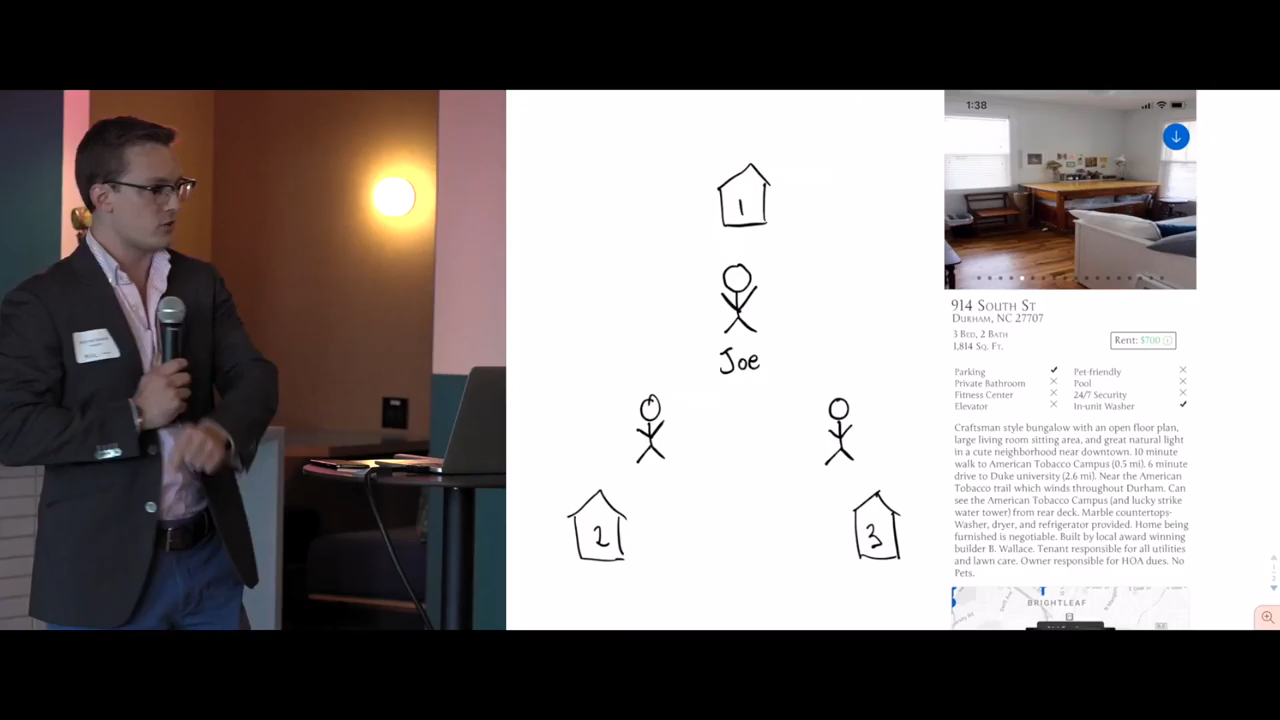 1
Joe
2
3
1:38
914 South St
Durham, NC 27707
3 Bed, 2 Bath
1,814 Sq. Ft.
Rent: $700
Parking
Private Bathroom
Fitness Center
Elevator
Pet-friendly
Pool
24/7 Security
In-unit Washer
Craftsman style bungalow with an open floor plan,
large living room sitting area, and great natural light
in a cute neighborhood near downtown. 10 minute
walk to American Tobacco Campus (0.5 mi). 6 minute
drive to Duke university (2.6 mi). Near the American
Tobacco trail which winds throughout Durham. Can
see the American Tobacco Campus (and lucky strike
water tower) from rear deck. Marble countertops-
Washer, dryer, and refrigerator provided. Home being
furnished is negotiable. Built by local award winning
builder B. Wallace. Tenant responsible for all utilities
and lawn care. Owner responsible for HOA dues. No
Pets.
BRIGHTLEAF